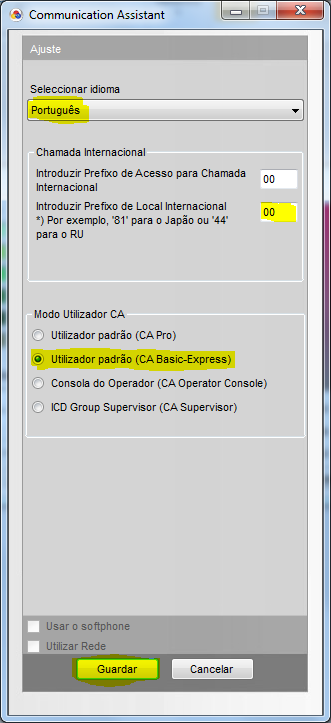 Communication Assistant
Ajuste
Seleccionar idioma
Português
Chamada Internacional
Introduzir Prefixo de Acesso para Chamada
Internacional
00
Introduzir Prefixo de Local Internacional
*) Por exemplo, '81' para o Japão ou '44'
para o RU
00
Modo Utilizador CA
Utilizador padrão (CA Pro)
Utilizador padrão (CA Basic-Express)
Consola do Operador (CA Operator Console)
ICD Group Supervisor (CA Supervisor)
Usar o softphone
Utilizar Rede
Guardar
Cancelar